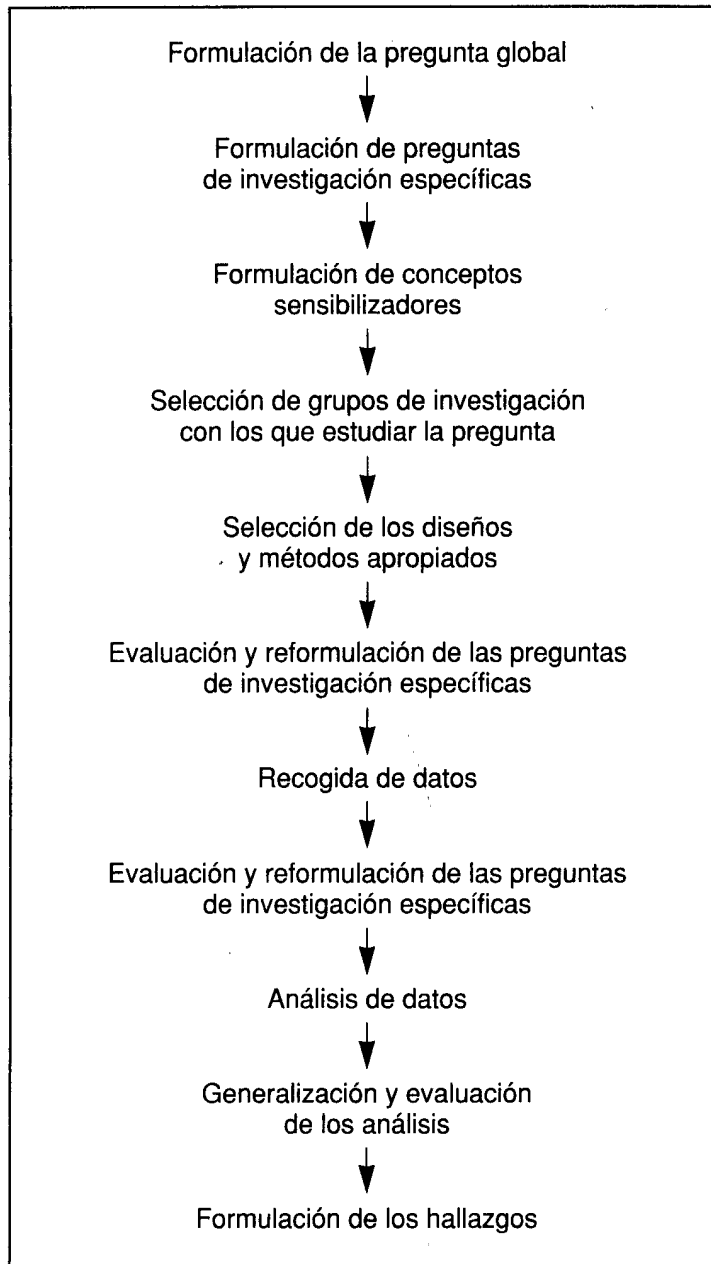 Formulación de la pregunta global
Formulación de preguntas
de investigación específicas
Formulación de conceptos
sensibilizadores
Selección de grupos de investigación
con los que estudiar la pregunta
Selección de los diseños
y métodos apropiados
Evaluación y reformulación de las preguntas
de investigación específicas
Recogida de datos
Evaluación y reformulación de las preguntas
de investigación específicas
Análisis de datos
Generalización y evaluación
de los análisis
Formulación de los hallazgos